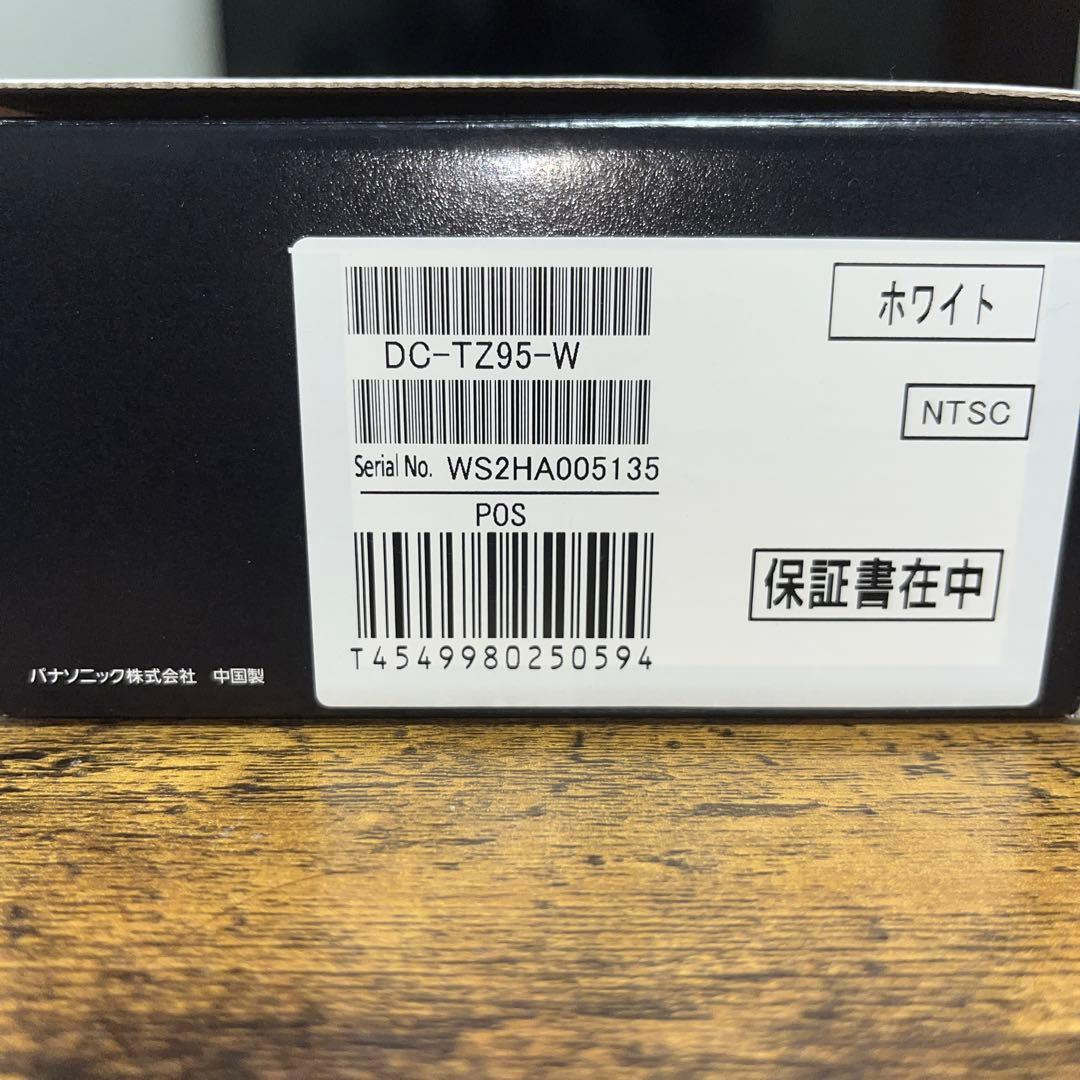 DC-TZ95-W
ホワイト
NTSC
Serial No. WS2HA005135
POS
保証書在中
T4549980250594
パナソニック株式会社 中国製